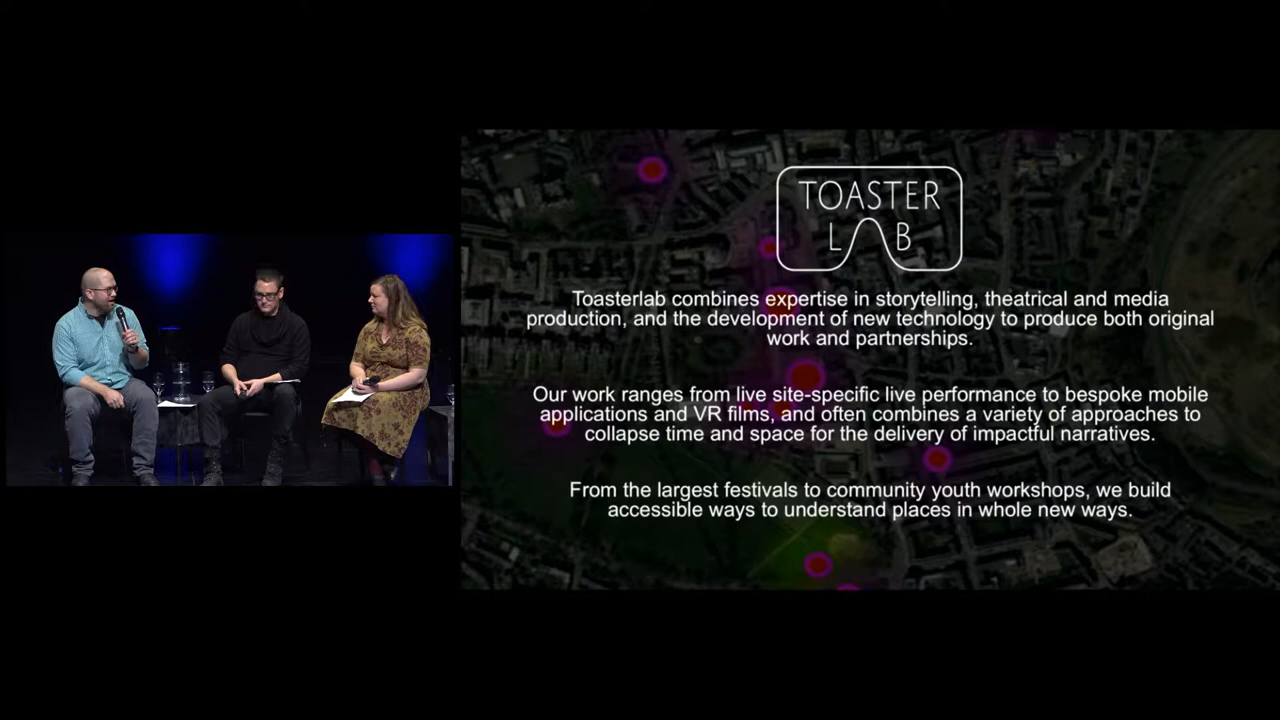 TOASTER
LAB
Toasterlab combines expertise in storytelling, theatrical and media
production, and the development of new technology to produce both original
work and partnerships.
Our work ranges from live site-specific live performance to bespoke mobile
applications and VR films, and often combines a variety of approaches to
collapse time and space for the delivery of impactful narratives.
From the largest festivals to community youth workshops, we build
accessible ways to understand places in whole new ways.